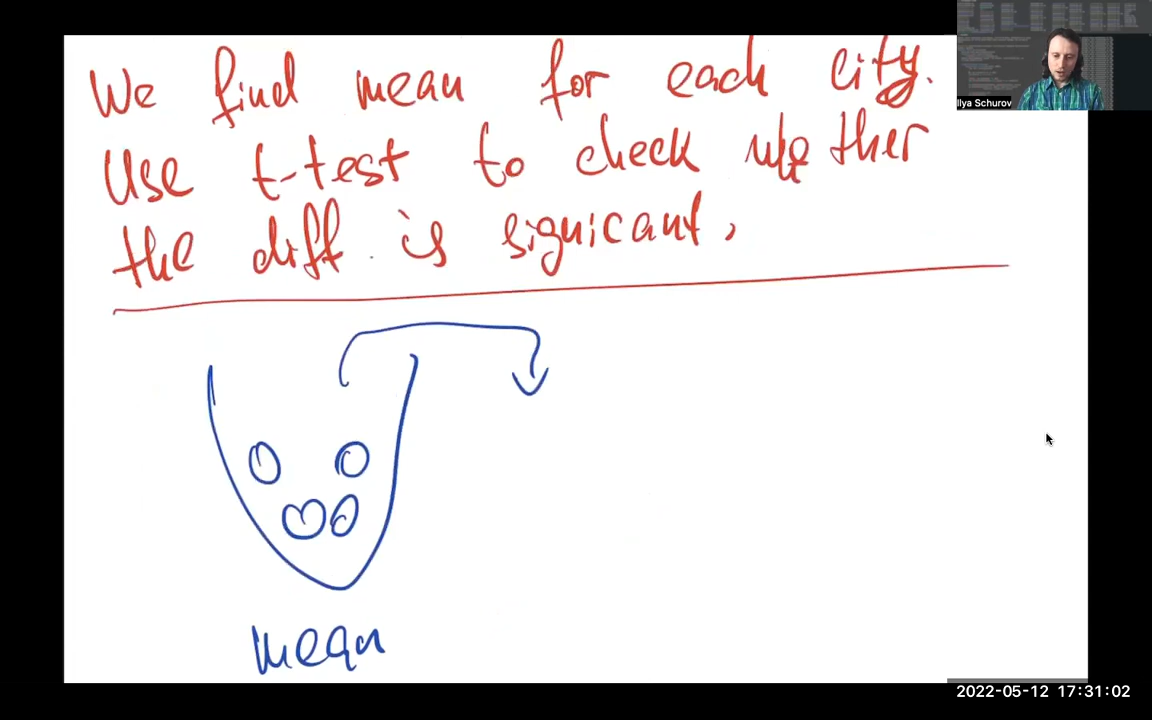 We find mean for each city.
Use t-test to check whether
the diff. is signicant,
mean
Ilya Schurov
2022-05-12 17:31:02